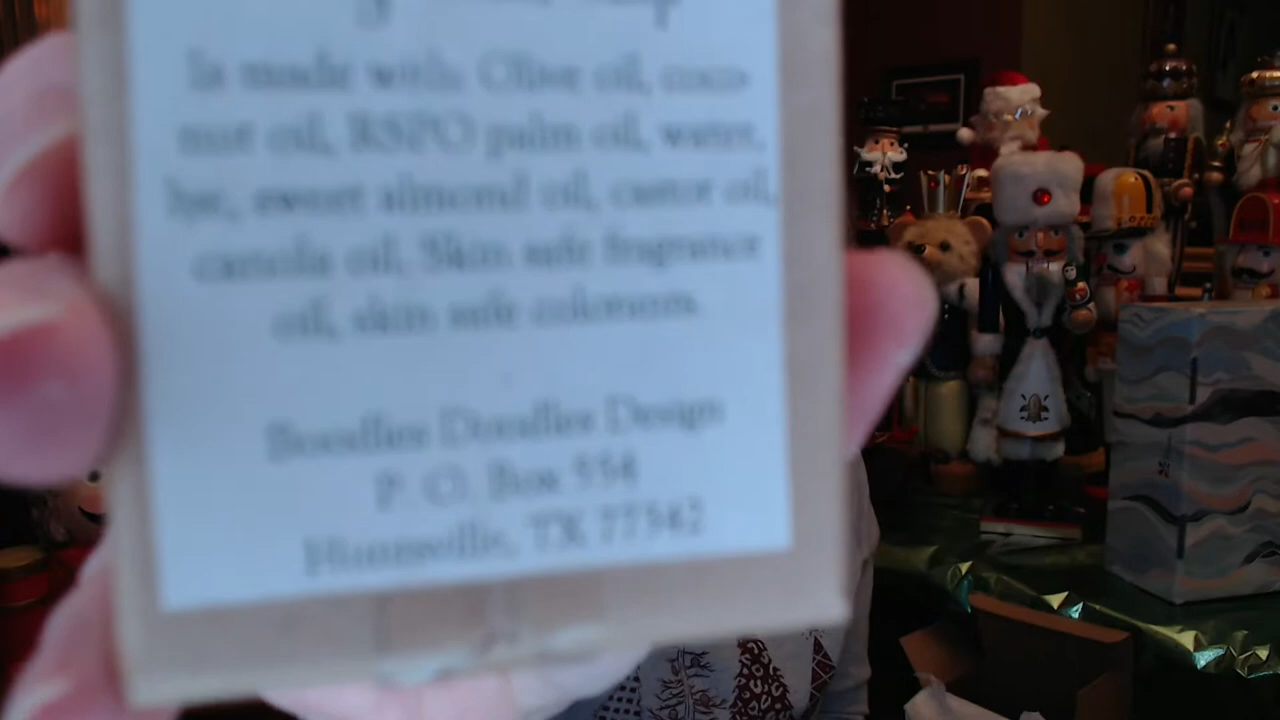 Is made with: Olive oil, coco-
nut oil, RSPO palm oil, water,
lye, sweet almond oil, castor oil,
canola oil, Skin safe fragrance
oil, skin safe colorants.
Doodles Design
P. O. Box 554
Huntsville, TX 77342